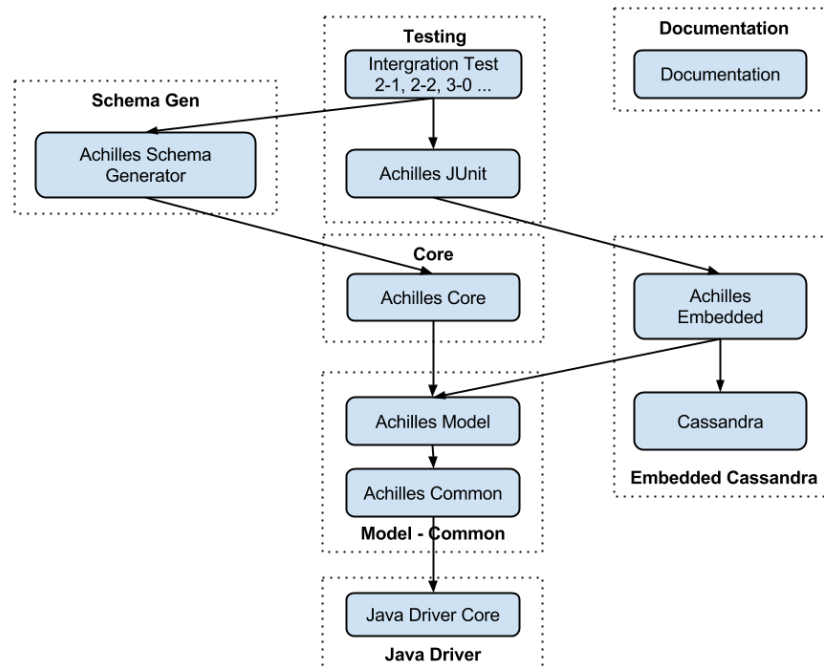 Testing
Documentation
Intergration Test
2-1, 2-2, 3-0 ...
Documentation
Schema Gen
Achilles Schema
Generator
Achilles JUnit
Core
Achilles Core
Achilles
Embedded
Achilles Model
Cassandra
Achilles Common
Embedded Cassandra
Model - Common
Java Driver Core
Java Driver